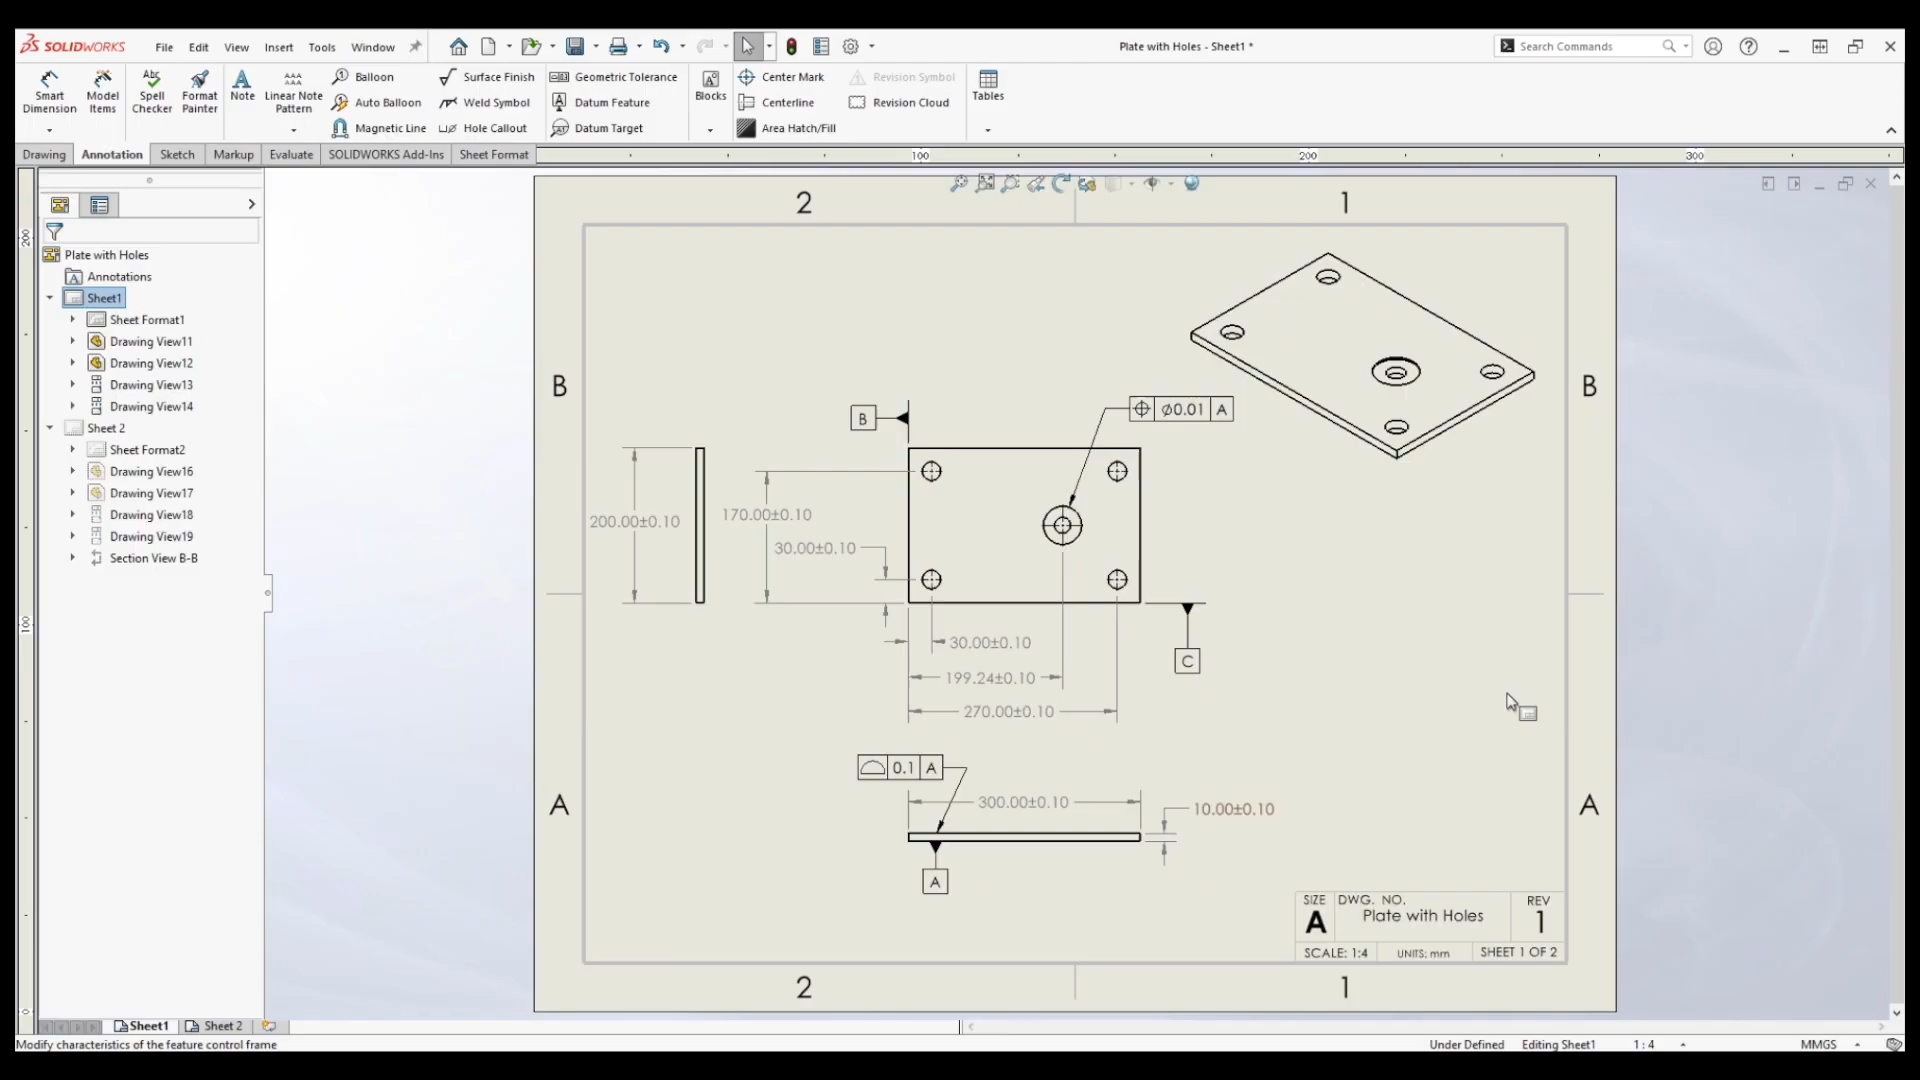 SOLIDWORKS File Edit View Insert Tools Window Plate with Holes - Sheet1 * Search Commands
Smart Dimension
Model Items
Spell Checker
Format Painter
Note
Linear Note Pattern
Balloon
Auto Balloon
Magnetic Line
Surface Finish
Weld Symbol
Hole Callout
Geometric Tolerance
Datum Feature
Datum Target
Blocks
Center Mark
Centerline
Area Hatch/Fill
Revision Symbol
Revision Cloud
Tables
Drawing Annotation Sketch Markup Evaluate SOLIDWORKS Add-Ins Sheet Format
100 200 300
200
100
0
Plate with Holes
Annotations
Sheet1
Sheet Format1
Drawing View11
Drawing View12
Drawing View13
Drawing View14
Sheet 2
Sheet Format2
Drawing View16
Drawing View17
Drawing View18
Drawing View19
Section View B-B
2 1
B B
B
⌀0.01 A
200.00±0.10
170.00±0.10
30.00±0.10
30.00±0.10
C
199.24±0.10
270.00±0.10
0.1 A
300.00±0.10
10.00±0.10
A A
A
SIZE DWG. NO. REV
A Plate with Holes 1
SCALE: 1:4 UNITS: mm SHEET 1 OF 2
2 1
Sheet1 Sheet 2
Modify characteristics of the feature control frame Under Defined Editing Sheet1 1 : 4 MMGS